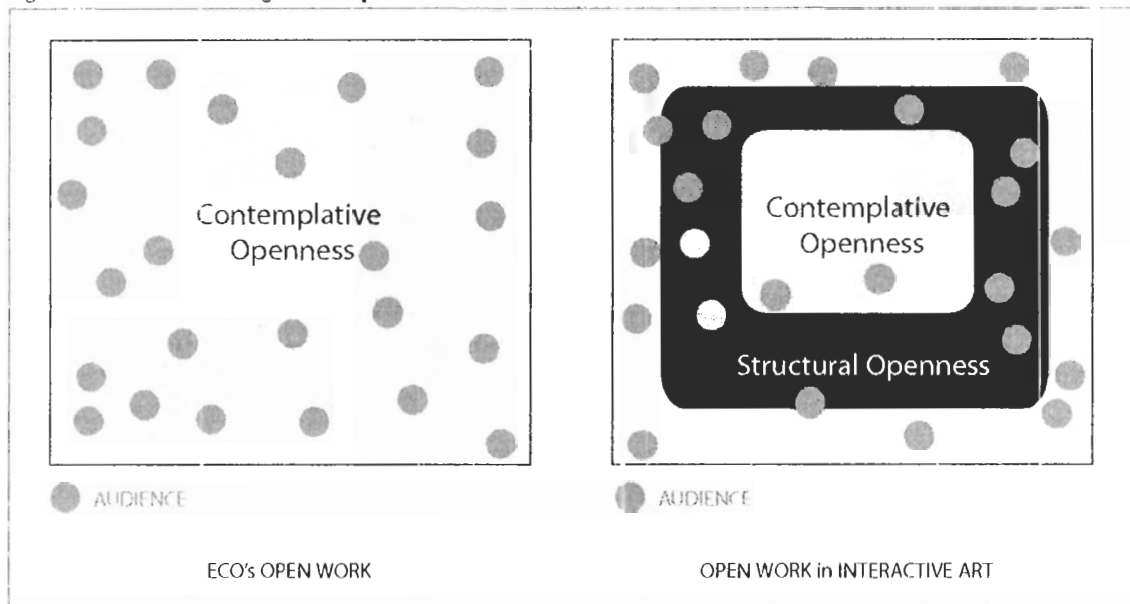 Contemplative
Openness
AUDIENCE
ECO's OPEN WORK
Contemplative
Openness
Structural Openness
AUDIENCE
OPEN WORK in INTERACTIVE ART